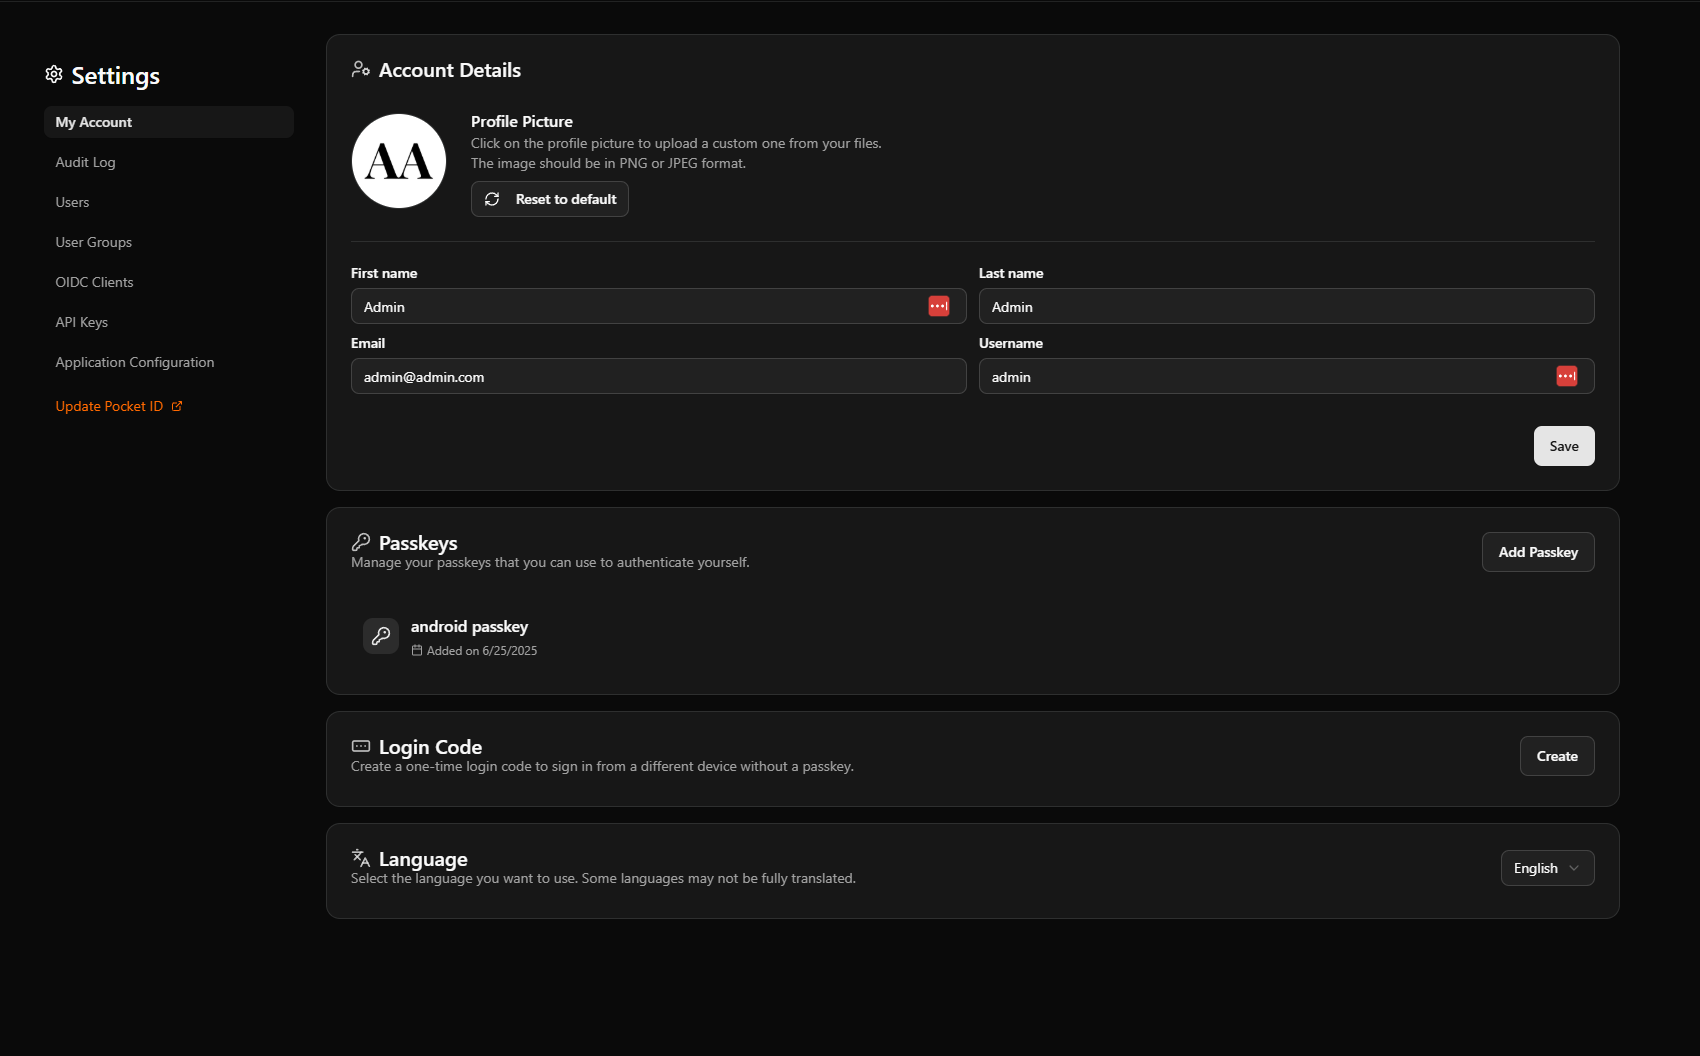 Settings
My Account
Audit Log
Users
User Groups
OIDC Clients
API Keys
Application Configuration
Update Pocket ID
Account Details
AA
Profile Picture
Click on the profile picture to upload a custom one from your files.
The image should be in PNG or JPEG format.
Reset to default
First name
Last name
Admin
Admin
Email
Username
admin@admin.com
admin
Save
Passkeys
Manage your passkeys that you can use to authenticate yourself.
Add Passkey
android passkey
Added on 6/25/2025
Login Code
Create a one-time login code to sign in from a different device without a passkey.
Create
Language
Select the language you want to use. Some languages may not be fully translated.
English